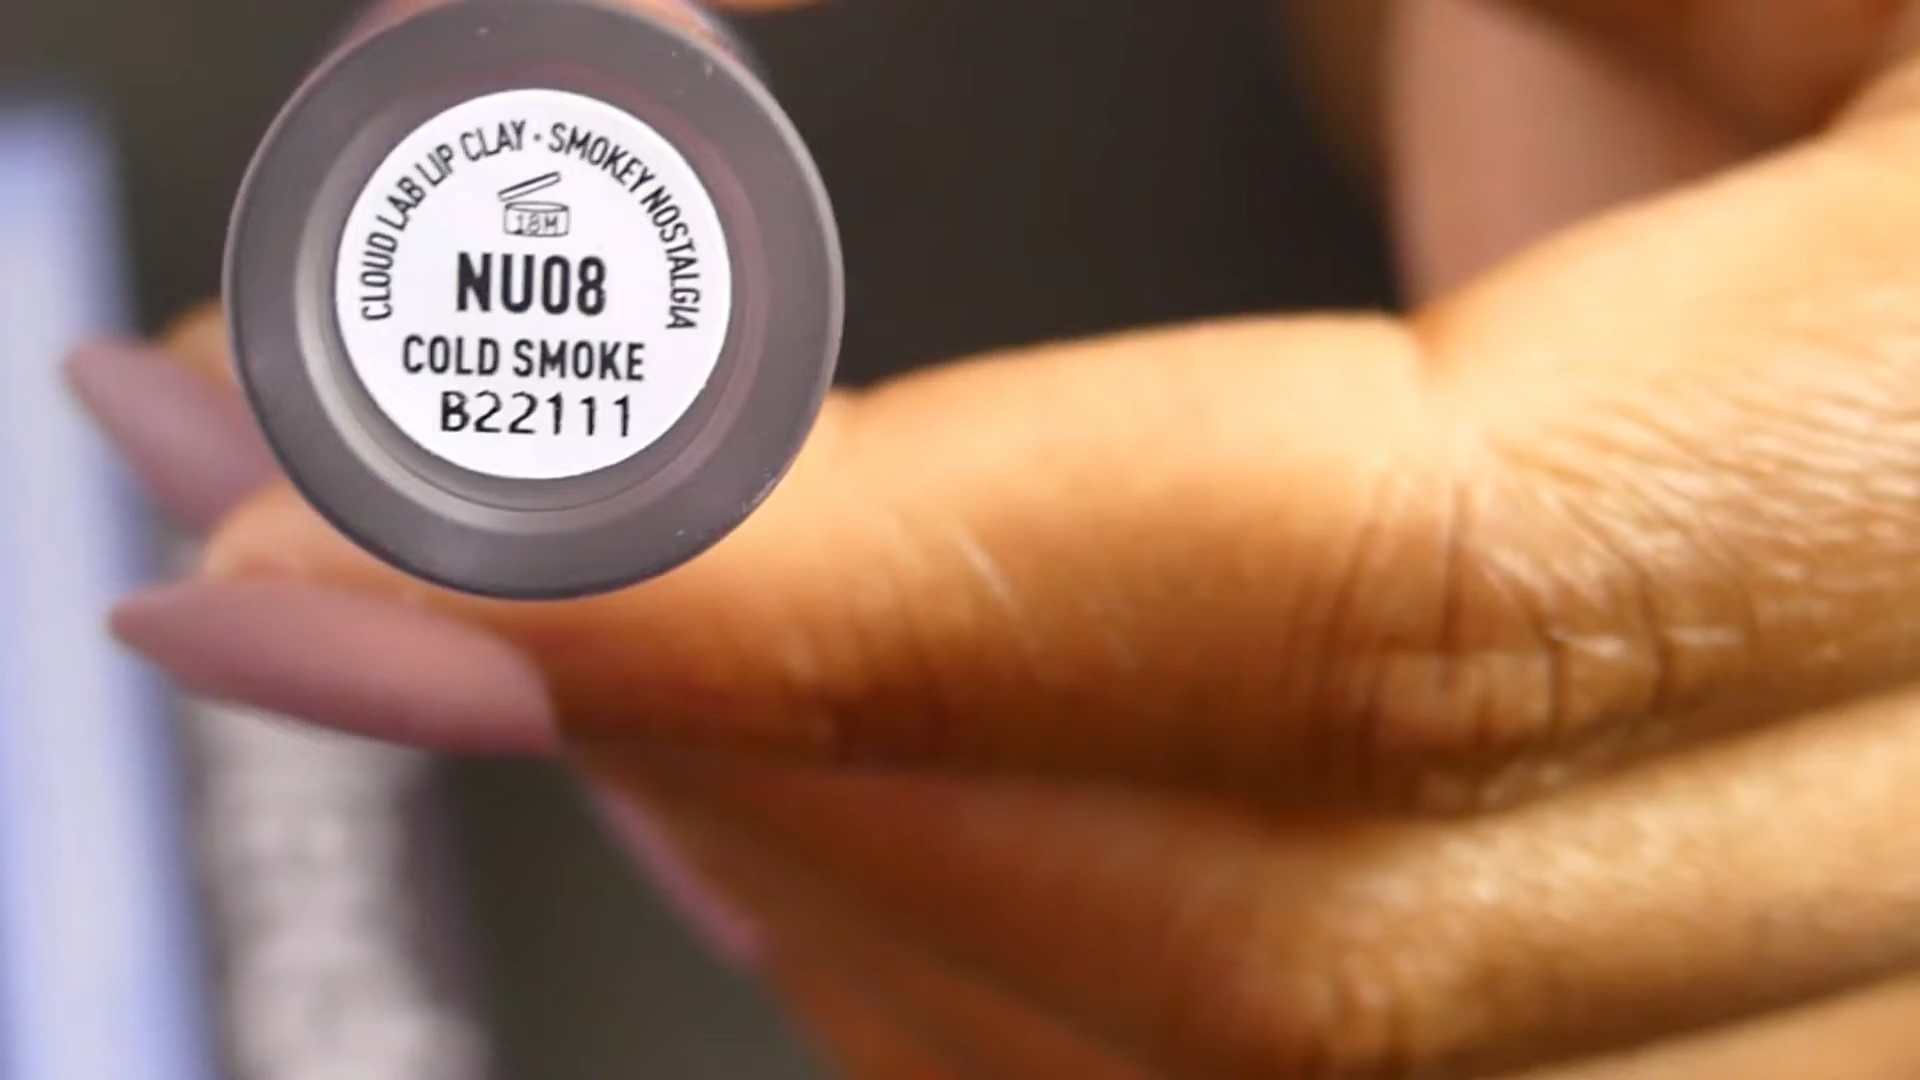 CLOUD LAB LIP CLAY · SMOKEY NOSTALGIA
18M
NU08
COLD SMOKE
B22111